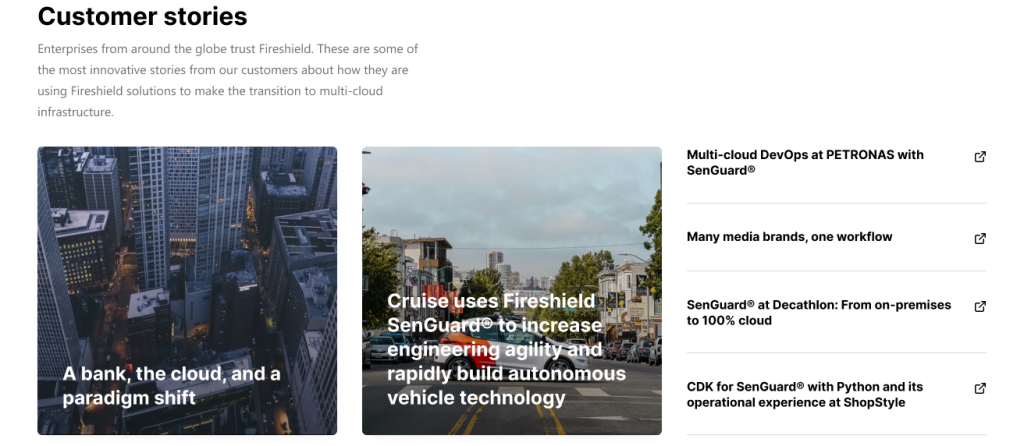 Customer stories
Enterprises from around the globe trust Fireshield. These are some of
the most innovative stories from our customers about how they are
using Fireshield solutions to make the transition to multi-cloud
infrastructure.
A bank, the cloud, and a
paradigm shift
Cruise uses Fireshield
SenGuard® to increase
engineering agility and
rapidly build autonomous
vehicle technology
Multi-cloud DevOps at PETRONAS with
SenGuard®
Many media brands, one workflow
SenGuard® at Decathlon: From on-premises
to 100% cloud
CDK for SenGuard® with Python and its
operational experience at ShopStyle